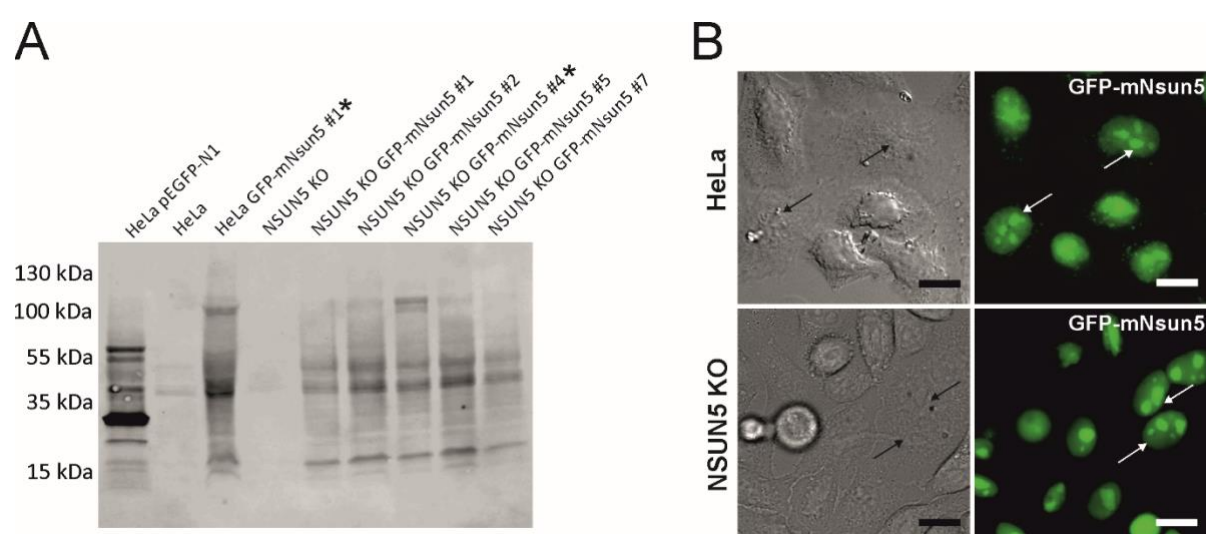 A
HeLa pEGFP-N1
HeLa
HeLa GFP-mNsun5 #1*
NSUN5 KO
NSUN5 KO GFP-mNsun5 #1
NSUN5 KO GFP-mNsun5 #2
NSUN5 KO GFP-mNsun5 #4*
NSUN5 KO GFP-mNsun5 #5
NSUN5 KO GFP-mNsun5 #7
130 kDa
100 kDa
55 kDa
35 kDa
15 kDa
B
HeLa
GFP-mNsun5
NSUN5 KO
GFP-mNsun5